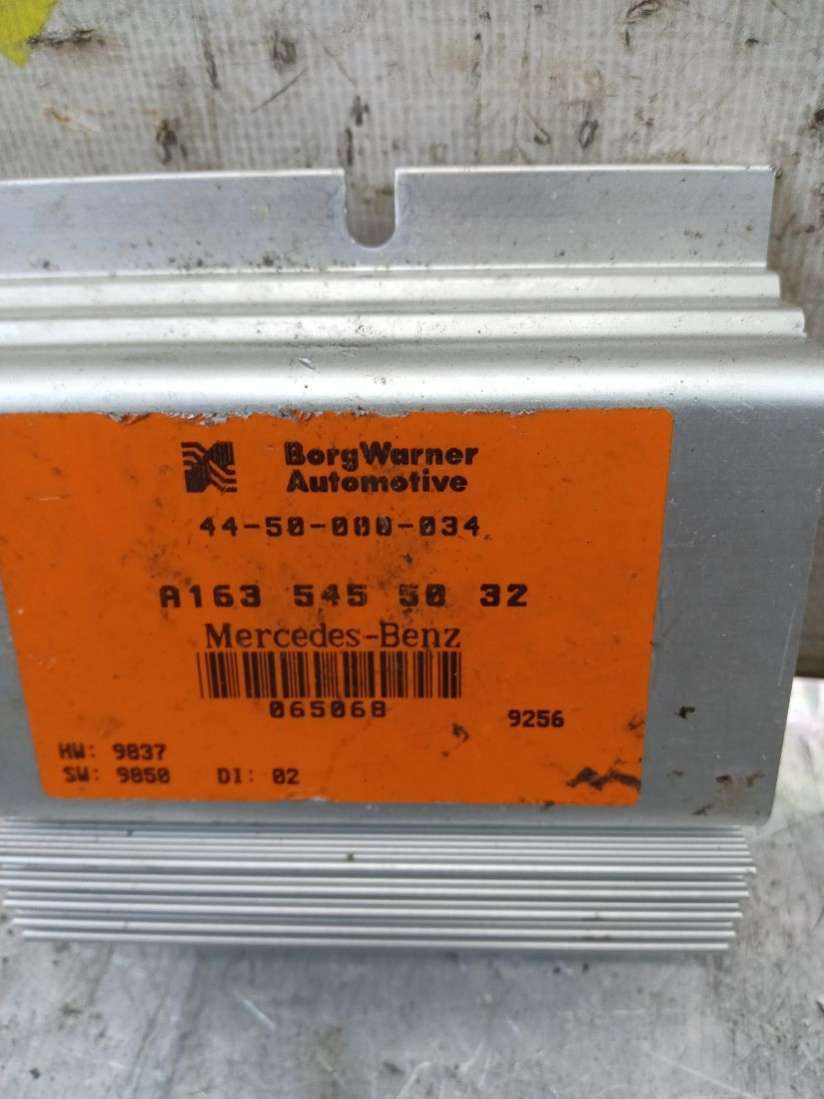 BorgWarner
Automotive
44-50-000-034
A163 545 50 32
Mercedes-Benz
065068
9256
HW: 9837
SW: 9850 DI: 02